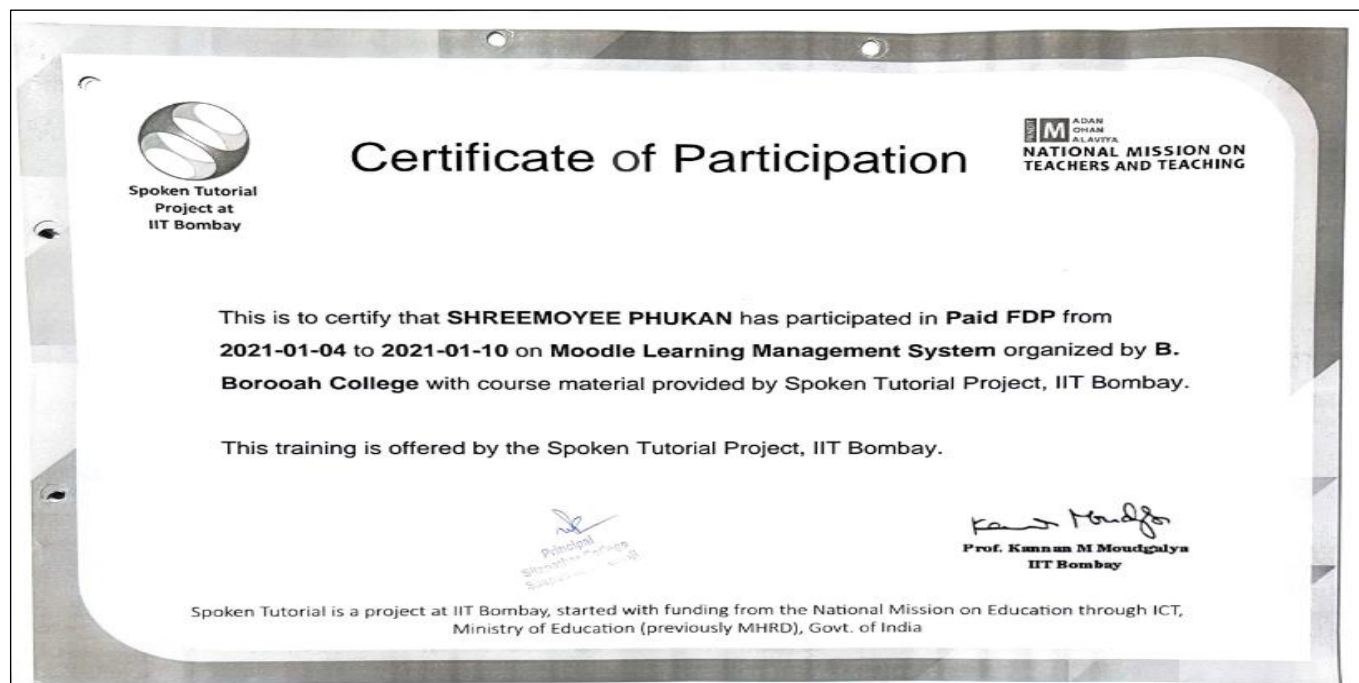 Spoken Tutorial
Project at
IIT Bombay
Certificate of Participation
PANDIT
MADAN
MOHAN
MALAVIYA
NATIONAL MISSION ON
TEACHERS AND TEACHING
This is to certify that SHREEMOYEE PHUKAN has participated in Paid FDP from
2021-01-04 to 2021-01-10 on Moodle Learning Management System organized by B.
Borooah College with course material provided by Spoken Tutorial Project, IIT Bombay.
This training is offered by the Spoken Tutorial Project, IIT Bombay.
Principal
College
Prof. Kannan M Moudgalya
IIT Bombay
Spoken Tutorial is a project at IIT Bombay, started with funding from the National Mission on Education through ICT,
Ministry of Education (previously MHRD), Govt. of India